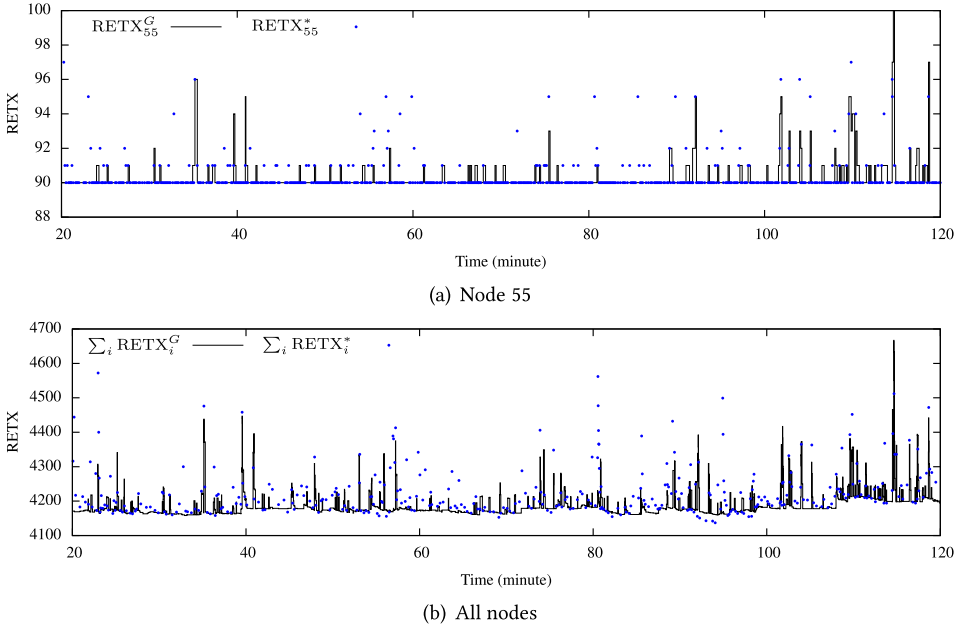 RETX^G_55 RETX^*_55
100
98
96
94
92
90
88
RETX
20 40 60 80 100 120
Time (minute)
(a) Node 55
∑_i RETX^G_i ∑_i RETX^*_i
4700
4600
4500
4400
4300
4200
4100
RETX
20 40 60 80 100 120
Time (minute)
(b) All nodes